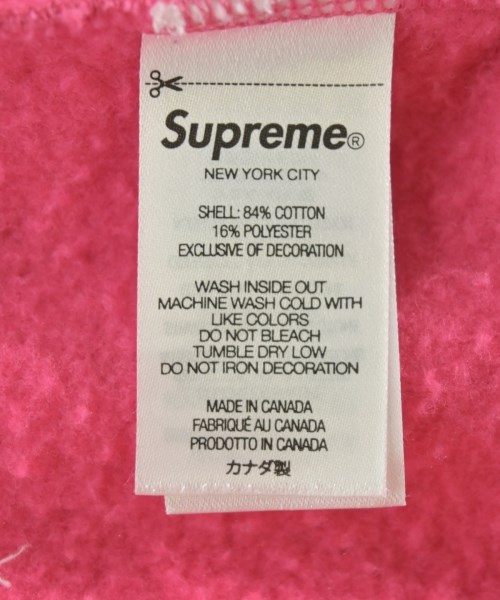 Supreme®
NEW YORK CITY
SHELL: 84% COTTON
16% POLYESTER
EXCLUSIVE OF DECORATION
WASH INSIDE OUT
MACHINE WASH COLD WITH
LIKE COLORS
DO NOT BLEACH
TUMBLE DRY LOW
DO NOT IRON DECORATION
MADE IN CANADA
FABRIQUÉ AU CANADA
PRODOTTO IN CANADA
カナダ製